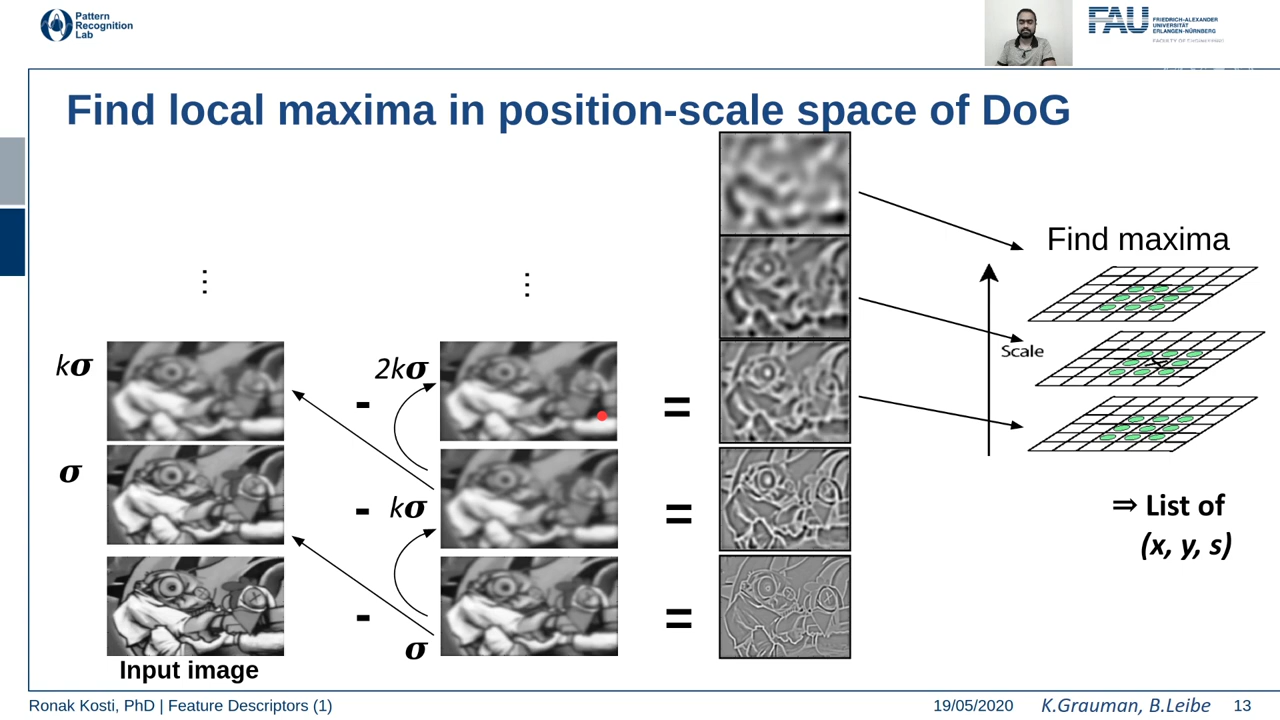 Pattern
Recognition
Lab
FAU
FRIEDRICH-ALEXANDER
UNIVERSITÄT
ERLANGEN-NÜRNBERG
Find local maxima in position-scale space of DoG
Find maxima
⋮
⋮
kσ
-
2kσ
=
Scale
σ
-
kσ
=
⇒ List of
(x, y, s)
-
σ
=
Input image
Ronak Kosti, PhD | Feature Descriptors (1)
19/05/2020
K.Grauman, B.Leibe
13